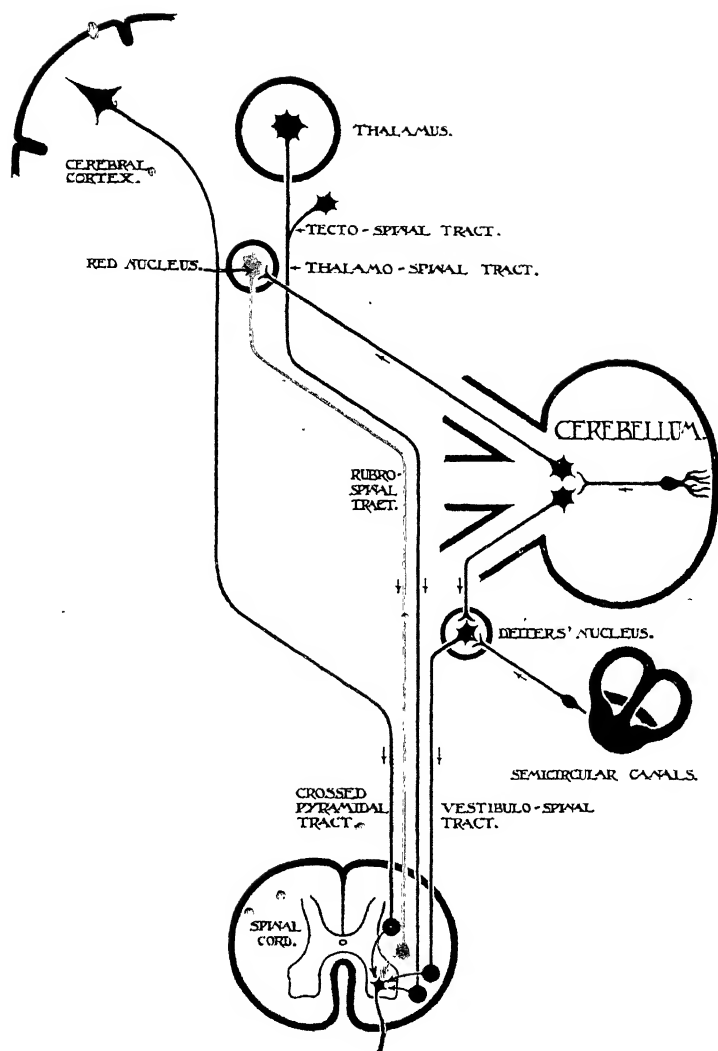 THALAMUS.
CEREBRAL
CORTEX.
TECTO-SPINAL TRACT.
RED NUCLEUS.
THALAMO-SPINAL TRACT.
CEREBELLUM.
RUBRO-
SPINAL
TRACT.
DEITERS' NUCLEUS.
SEMICIRCULAR CANALS.
CROSSED
PYRAMIDAL
TRACT.
VESTIBULO-SPINAL
TRACT.
SPINAL
CORD.